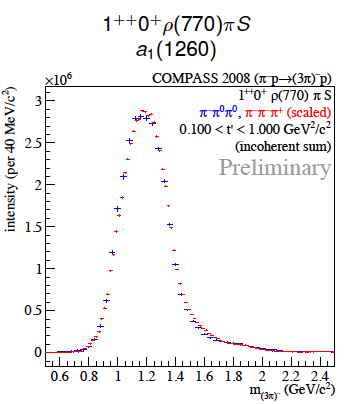 1⁺⁺0⁺ρ(770)πS
a₁(1260)
×10⁶
COMPASS 2008 (π⁻p→(3π)⁻p)
1⁺⁺0⁺ ρ(770) π S
π⁻π⁰π⁰, π⁻π⁻π⁺ (scaled)
0.100 < t' < 1.000 GeV²/c²
(incoherent sum)
Preliminary
intensity (per 40 MeV/c²)
3
2.5
2
1.5
1
0.5
0
0.6 0.8 1 1.2 1.4 1.6 1.8 2 2.2 2.4
m₍₃π₎⁻ (GeV/c²)